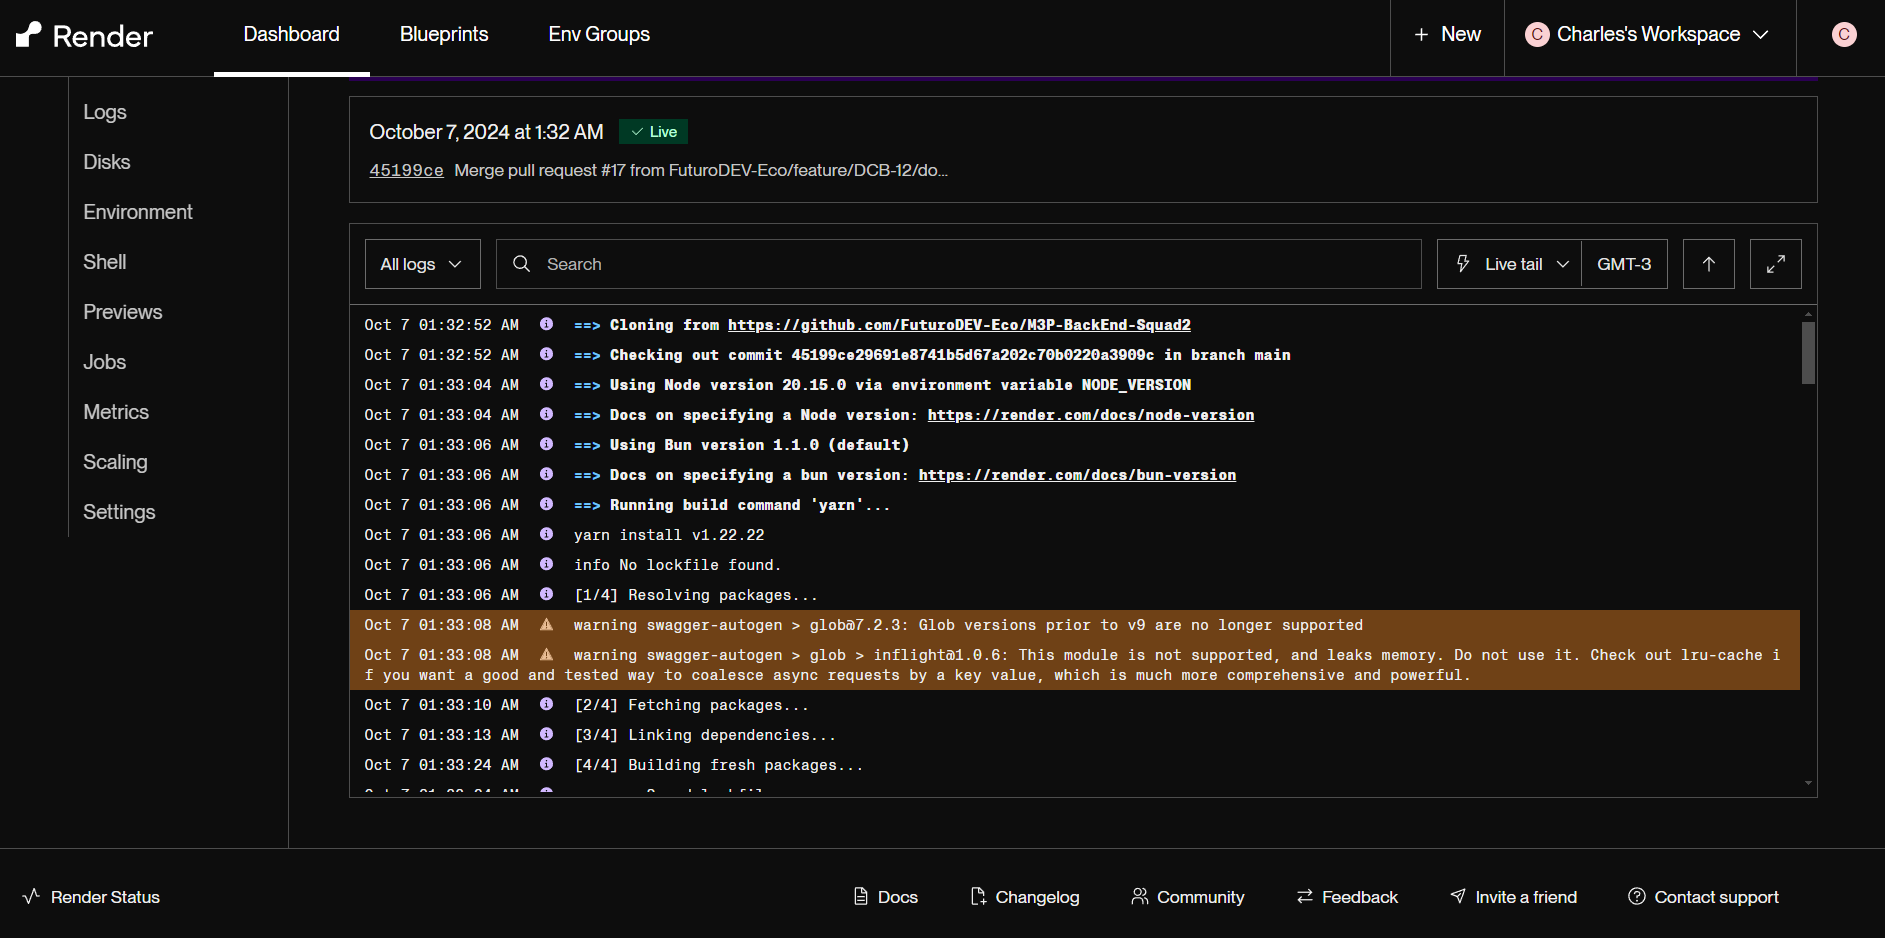 Render
Dashboard
Blueprints
Env Groups
+ New
C Charles's Workspace
C
Logs
Disks
Environment
Shell
Previews
Jobs
Metrics
Scaling
Settings
October 7, 2024 at 1:32 AM
Live
45199ce Merge pull request #17 from FuturoDEV-Eco/feature/DCB-12/do...
All logs
Search
Live tail
GMT-3
Oct 7 01:32:52 AM ==> Cloning from https://github.com/FuturoDEV-Eco/M3P-BackEnd-Squad2
Oct 7 01:32:52 AM ==> Checking out commit 45199ce29691e8741b5d67a202c70b0220a3909c in branch main
Oct 7 01:33:04 AM ==> Using Node version 20.15.0 via environment variable NODE_VERSION
Oct 7 01:33:04 AM ==> Docs on specifying a Node version: https://render.com/docs/node-version
Oct 7 01:33:06 AM ==> Using Bun version 1.1.0 (default)
Oct 7 01:33:06 AM ==> Docs on specifying a bun version: https://render.com/docs/bun-version
Oct 7 01:33:06 AM ==> Running build command 'yarn'...
Oct 7 01:33:06 AM yarn install v1.22.22
Oct 7 01:33:06 AM info No lockfile found.
Oct 7 01:33:06 AM [1/4] Resolving packages...
Oct 7 01:33:08 AM warning swagger-autogen > glob@7.2.3: Glob versions prior to v9 are no longer supported
Oct 7 01:33:08 AM warning swagger-autogen > glob > inflight@1.0.6: This module is not supported, and leaks memory. Do not use it. Check out lru-cache i
f you want a good and tested way to coalesce async requests by a key value, which is much more comprehensive and powerful.
Oct 7 01:33:10 AM [2/4] Fetching packages...
Oct 7 01:33:13 AM [3/4] Linking dependencies...
Oct 7 01:33:24 AM [4/4] Building fresh packages...
Render Status
Docs
Changelog
Community
Feedback
Invite a friend
Contact support